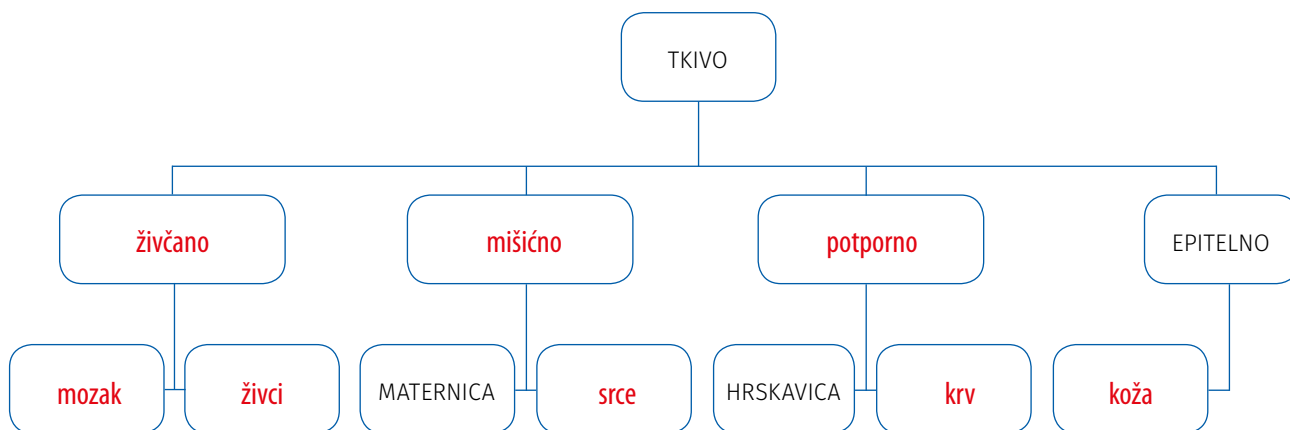 TKIVO
živčano
mišićno
potporno
EPITELNO
mozak
živci
MATERNICA
srce
HRSKAVICA
krv
koža